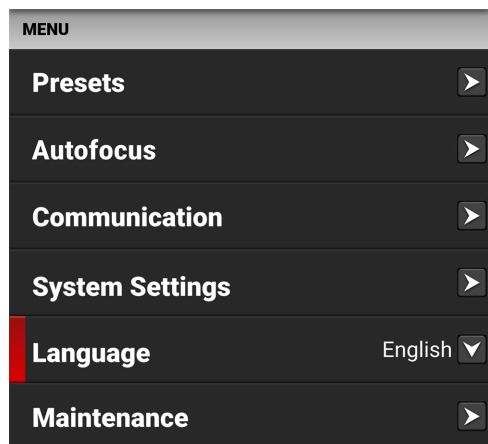 MENU
Presets
Autofocus
Communication
System Settings
Language English
Maintenance